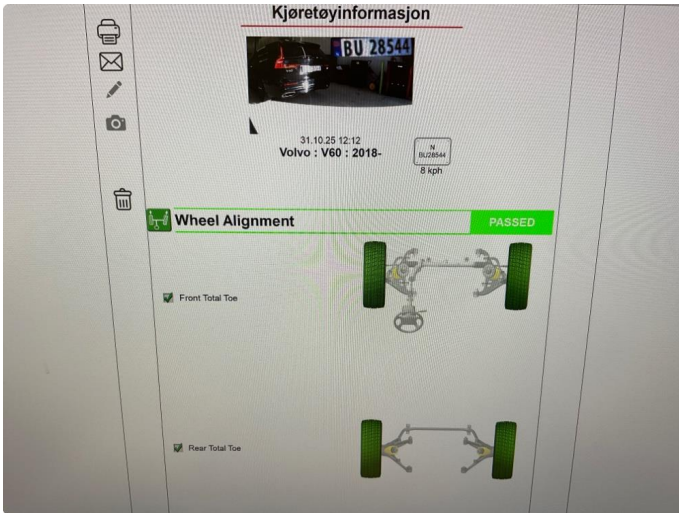 Kjøretøyinformasjon
BU 28544
31.10.25 12:12
Volvo : V60 : 2018-
N
BU28544
8 kph
Wheel Alignment
PASSED
Front Total Toe
Rear Total Toe